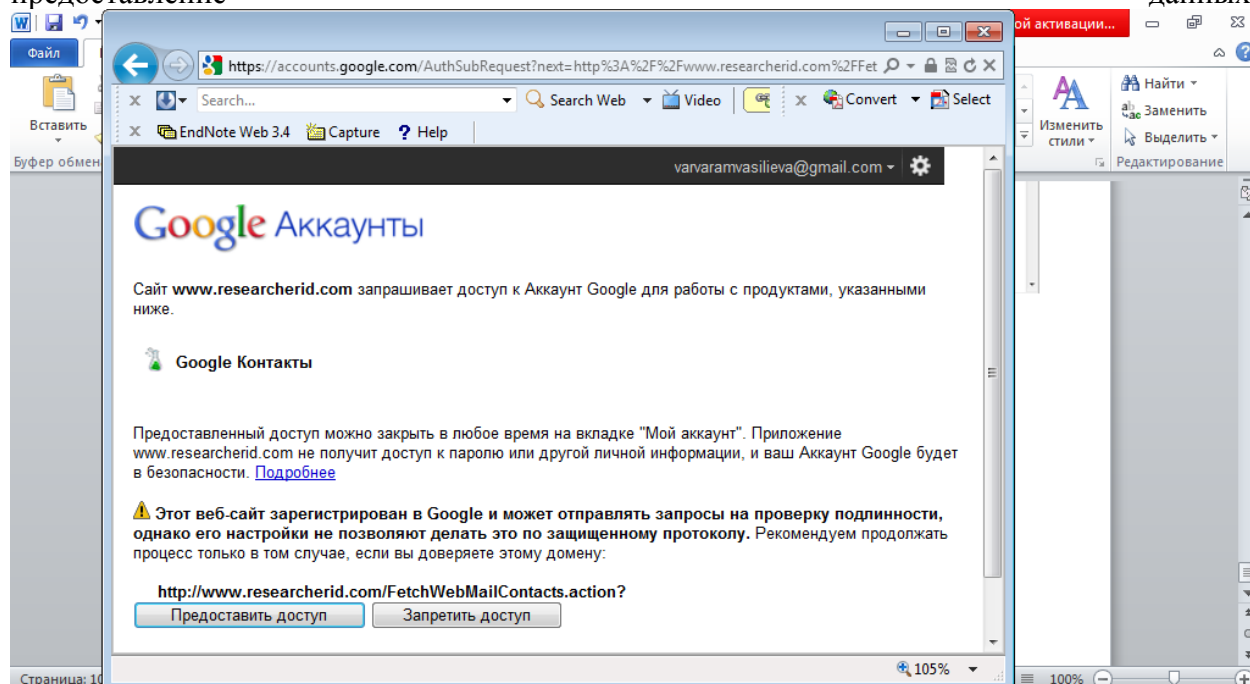 предоставление данных
ой активации...
Файл
https://accounts.google.com/AuthSubRequest?next=http%3A%2F%2Fwww.researcherid.com%2FFet
Search... Search Web Video Convert Select
EndNote Web 3.4 Capture ? Help
Вставить
Буфер обмен
Изменить
стили
Найти
Заменить
Выделить
Редактирование
varvaramvasilieva@gmail.com
Google Аккаунты
Сайт www.researcherid.com запрашивает доступ к Аккаунт Google для работы с продуктами, указанными
ниже.
Google Контакты
Предоставленный доступ можно закрыть в любое время на вкладке "Мой аккаунт". Приложение
www.researcherid.com не получит доступ к паролю или другой личной информации, и ваш Аккаунт Google будет
в безопасности. Подробнее
Этот веб-сайт зарегистрирован в Google и может отправлять запросы на проверку подлинности,
однако его настройки не позволяют делать это по защищенному протоколу. Рекомендуем продолжать
процесс только в том случае, если вы доверяете этому домену:
http://www.researcherid.com/FetchWebMailContacts.action?
Предоставить доступ Запретить доступ
105%
Страница: 10
100%